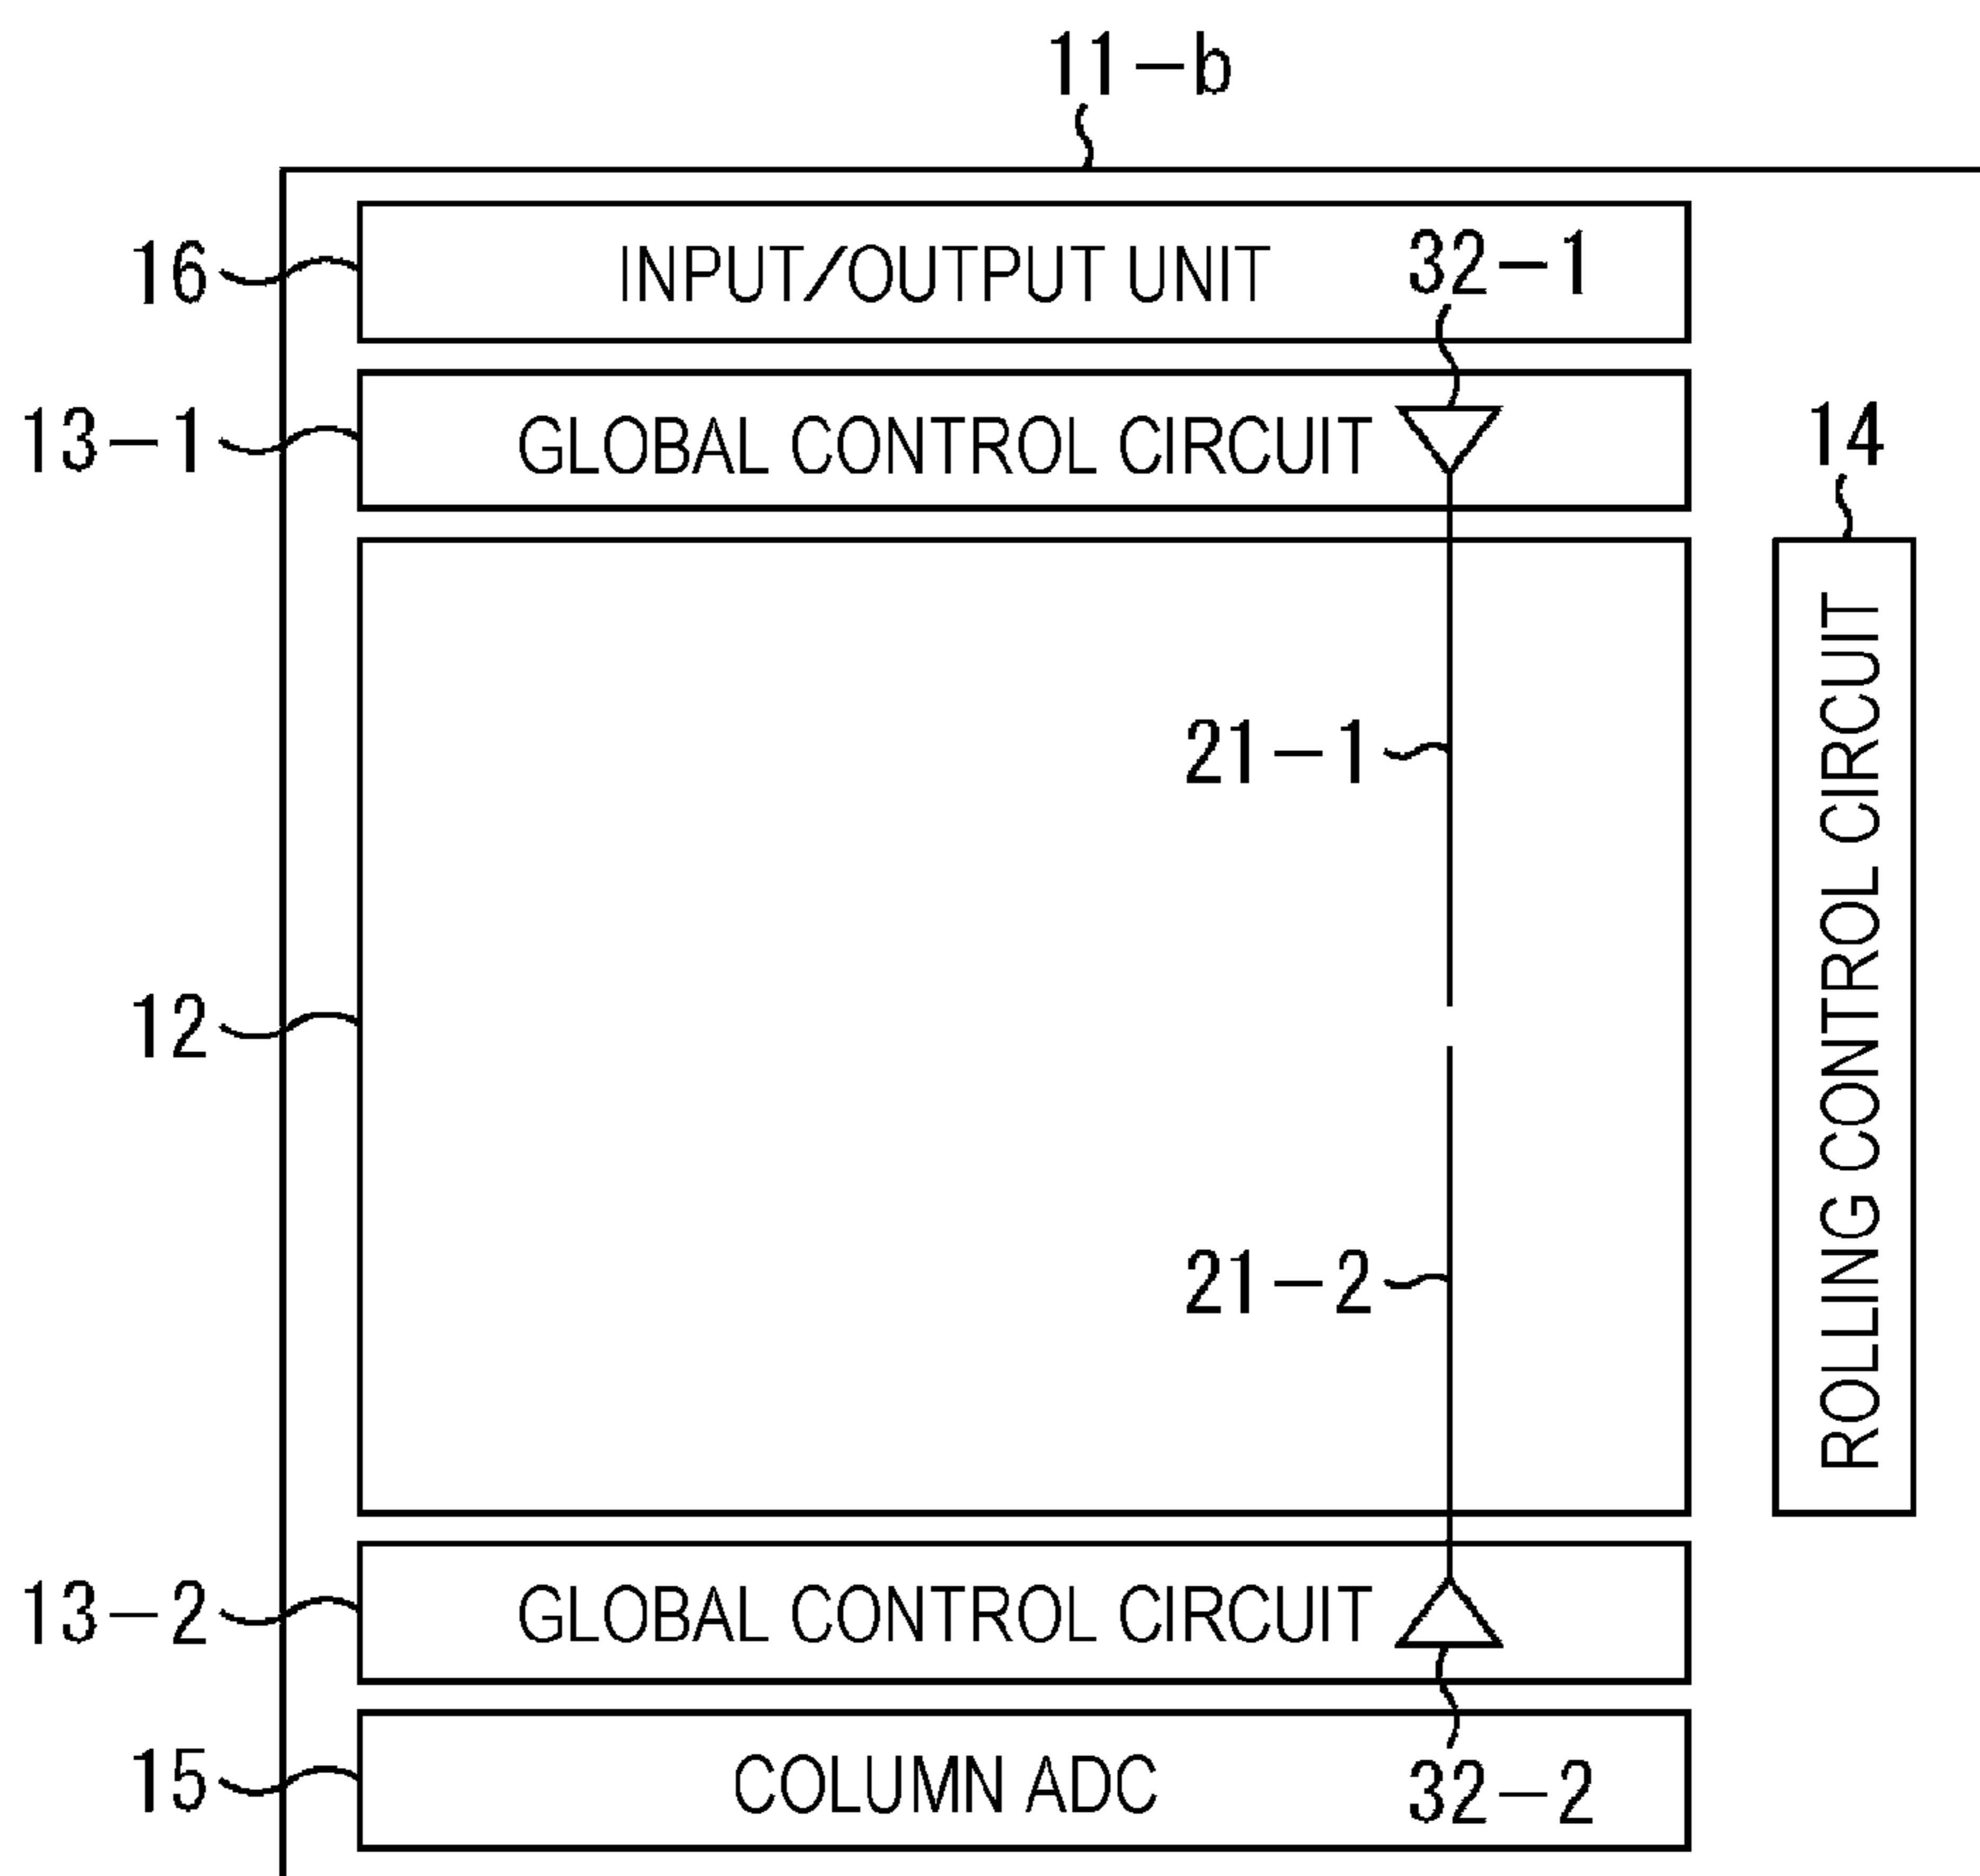 11-b
16
INPUT/OUTPUT UNIT
32-1
13-1
GLOBAL CONTROL CIRCUIT
14
ROLLING CONTROL CIRCUIT
21-1
12
21-2
13-2
GLOBAL CONTROL CIRCUIT
15
COLUMN ADC
32-2